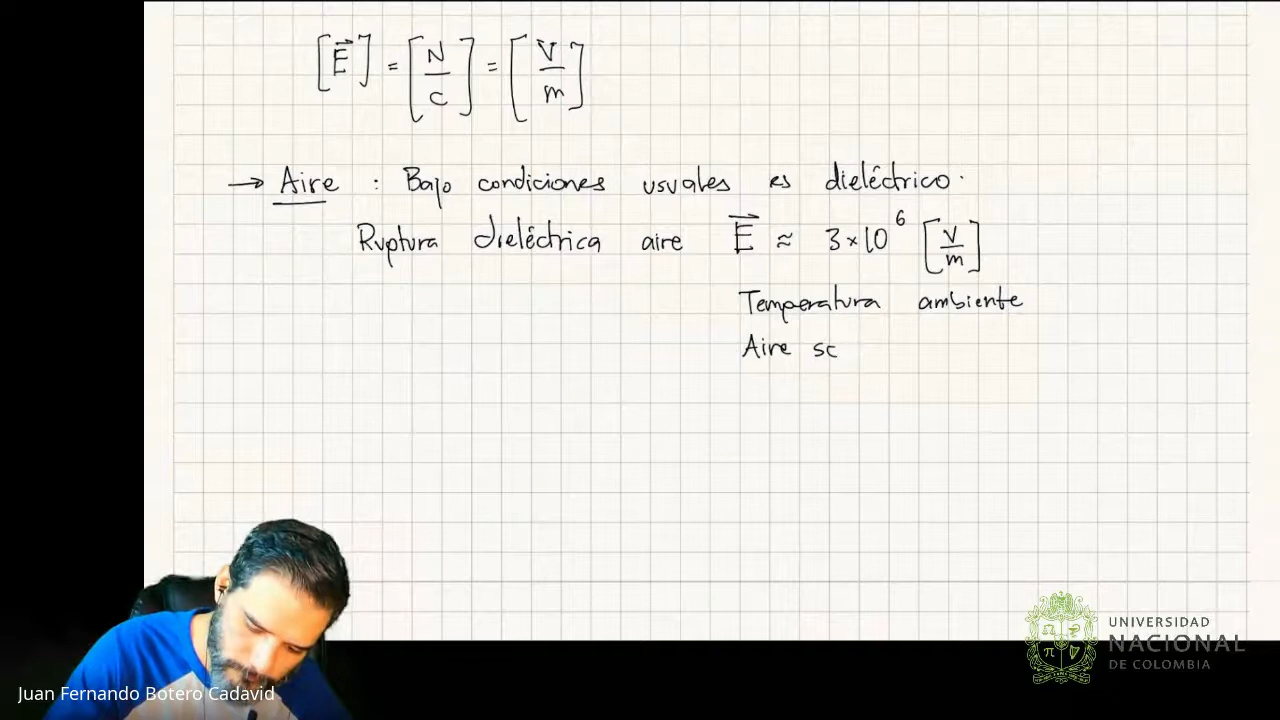 [E⃗] = [N/C] = [V/m]
→ Aire : Bajo condiciones usuales es dieléctrico.
Ruptura dieléctrica aire E⃗ ≈ 3×10⁶ [V/m]
Temperatura ambiente
Aire sc
UNIVERSIDAD
NACIONAL
DE COLOMBIA
Juan Fernando Botero Cadavid